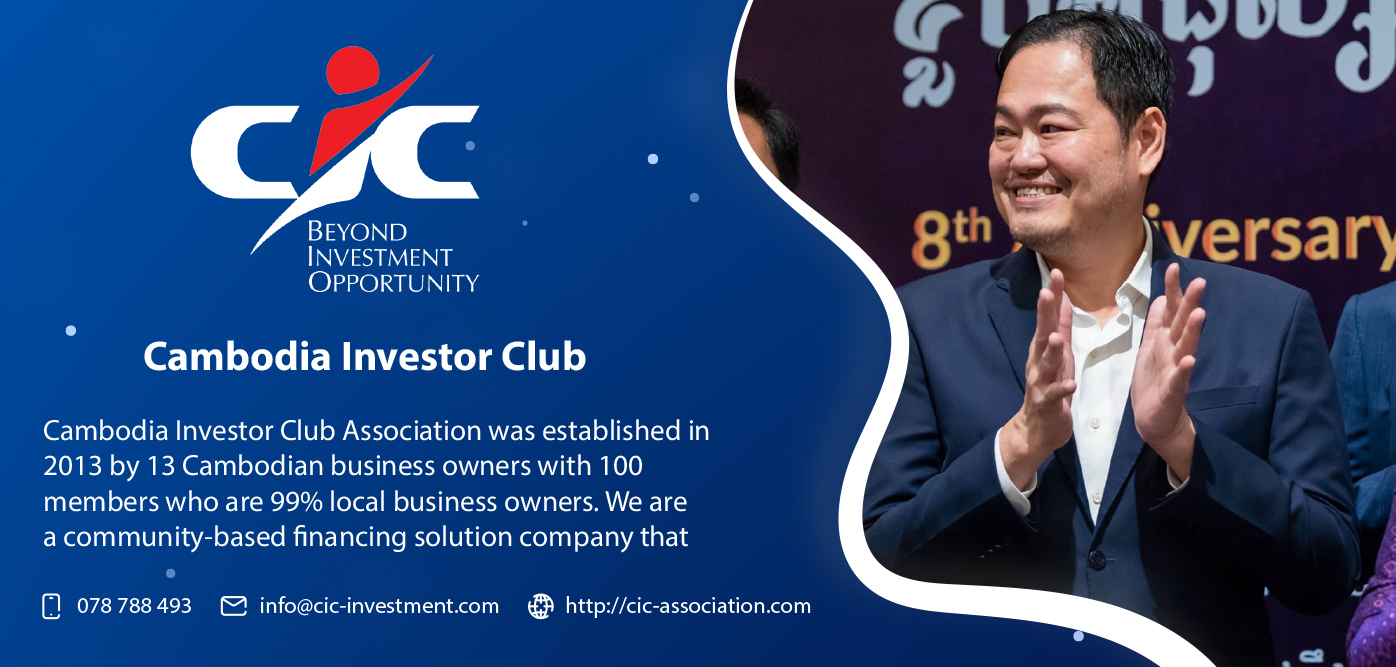 CiC
BEYOND
INVESTMENT
OPPORTUNITY
Cambodia Investor Club
Cambodia Investor Club Association was established in
2013 by 13 Cambodian business owners with 100
members who are 99% local business owners. We are
a community-based financing solution company that
078 788 493
info@cic-investment.com
http://cic-association.com
8th